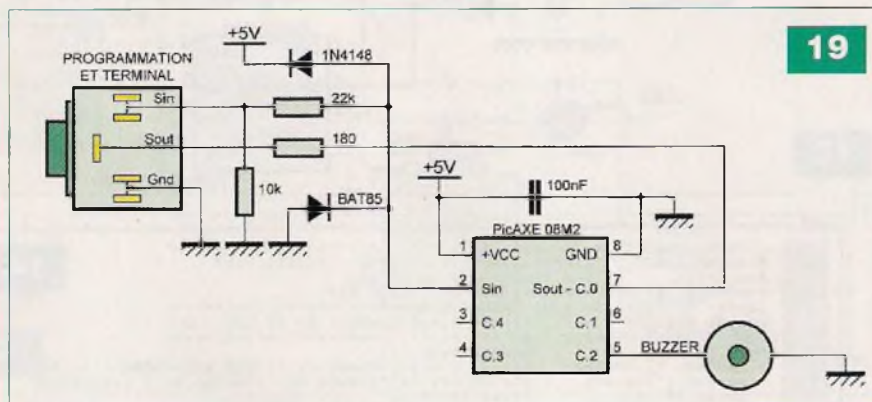 19
+5V
1N4148
PROGRAMMATION
ET TERMINAL
Sin
22k
Sout
180
Gnd
10k
BAT85
+5V
100nF
PicAXE 08M2
1 +VCC GND 8
2 Sin Sout - C.0 7
3 C.4 C.1 6
4 C.3 C.2 5
BUZZER